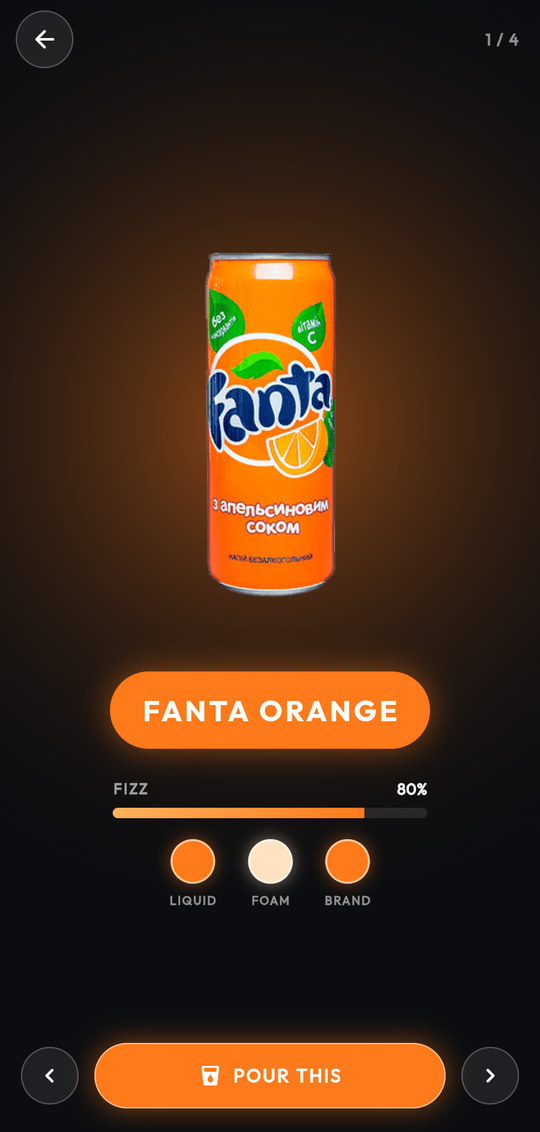 1 / 4
без
вітамін
C
fanta
з апельсиновим
соком
НАПІЙ БЕЗАЛКОГОЛЬНИЙ
FANTA ORANGE
FIZZ 80%
LIQUID FOAM BRAND
POUR THIS